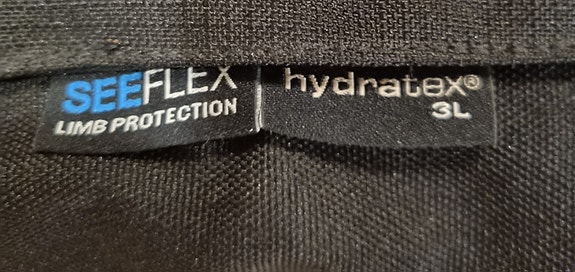 SEEFLEX
LIMB PROTECTION
hydratex®
3L